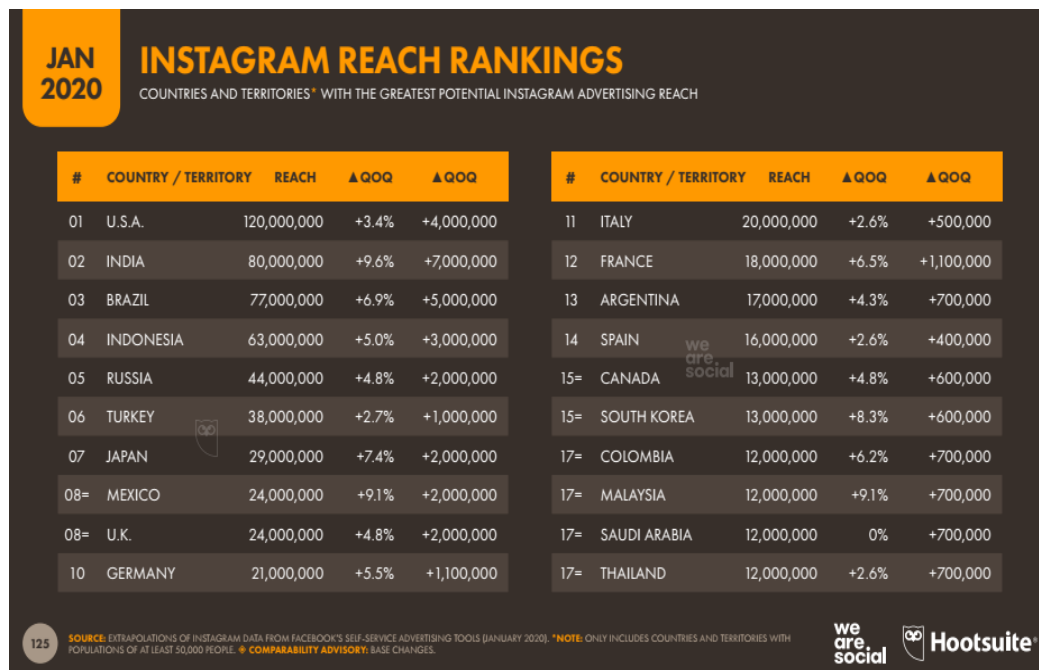 JAN
2020
INSTAGRAM REACH RANKINGS
COUNTRIES AND TERRITORIES* WITH THE GREATEST POTENTIAL INSTAGRAM ADVERTISING REACH
# COUNTRY / TERRITORY REACH ▲QOQ ▲QOQ
01 U.S.A. 120,000,000 +3.4% +4,000,000
02 INDIA 80,000,000 +9.6% +7,000,000
03 BRAZIL 77,000,000 +6.9% +5,000,000
04 INDONESIA 63,000,000 +5.0% +3,000,000
05 RUSSIA 44,000,000 +4.8% +2,000,000
06 TURKEY 38,000,000 +2.7% +1,000,000
07 JAPAN 29,000,000 +7.4% +2,000,000
08= MEXICO 24,000,000 +9.1% +2,000,000
08= U.K. 24,000,000 +4.8% +2,000,000
10 GERMANY 21,000,000 +5.5% +1,100,000
# COUNTRY / TERRITORY REACH ▲QOQ ▲QOQ
11 ITALY 20,000,000 +2.6% +500,000
12 FRANCE 18,000,000 +6.5% +1,100,000
13 ARGENTINA 17,000,000 +4.3% +700,000
14 SPAIN 16,000,000 +2.6% +400,000
15= CANADA 13,000,000 +4.8% +600,000
15= SOUTH KOREA 13,000,000 +8.3% +600,000
17= COLOMBIA 12,000,000 +6.2% +700,000
17= MALAYSIA 12,000,000 +9.1% +700,000
17= SAUDI ARABIA 12,000,000 0% +700,000
17= THAILAND 12,000,000 +2.6% +700,000
we
are.
social
125
SOURCE: EXTRAPOLATIONS OF INSTAGRAM DATA FROM FACEBOOK'S SELF-SERVICE ADVERTISING TOOLS (JANUARY 2020). *NOTE: ONLY INCLUDES COUNTRIES AND TERRITORIES WITH
POPULATIONS OF AT LEAST 50,000 PEOPLE. ◈ COMPARABILITY ADVISORY: BASE CHANGES.
we
are.
social
Hootsuite®